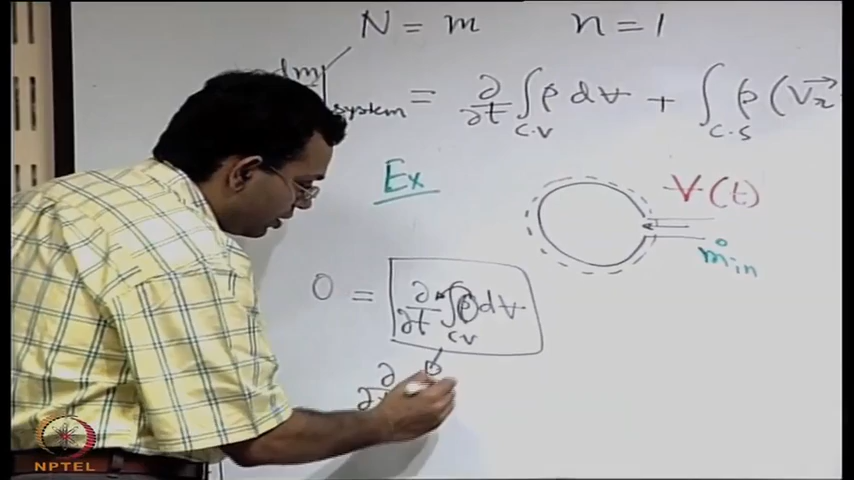 N = m n = 1
dm system = ∂/∂t ∫ ρ d∀ + ∫ ρ (V⃗r
C.V C.S
Ex ∀(t)
ṁin
0 = ∂/∂t ∫ ρ d∀
C.V
∂/∂t
NPTEL